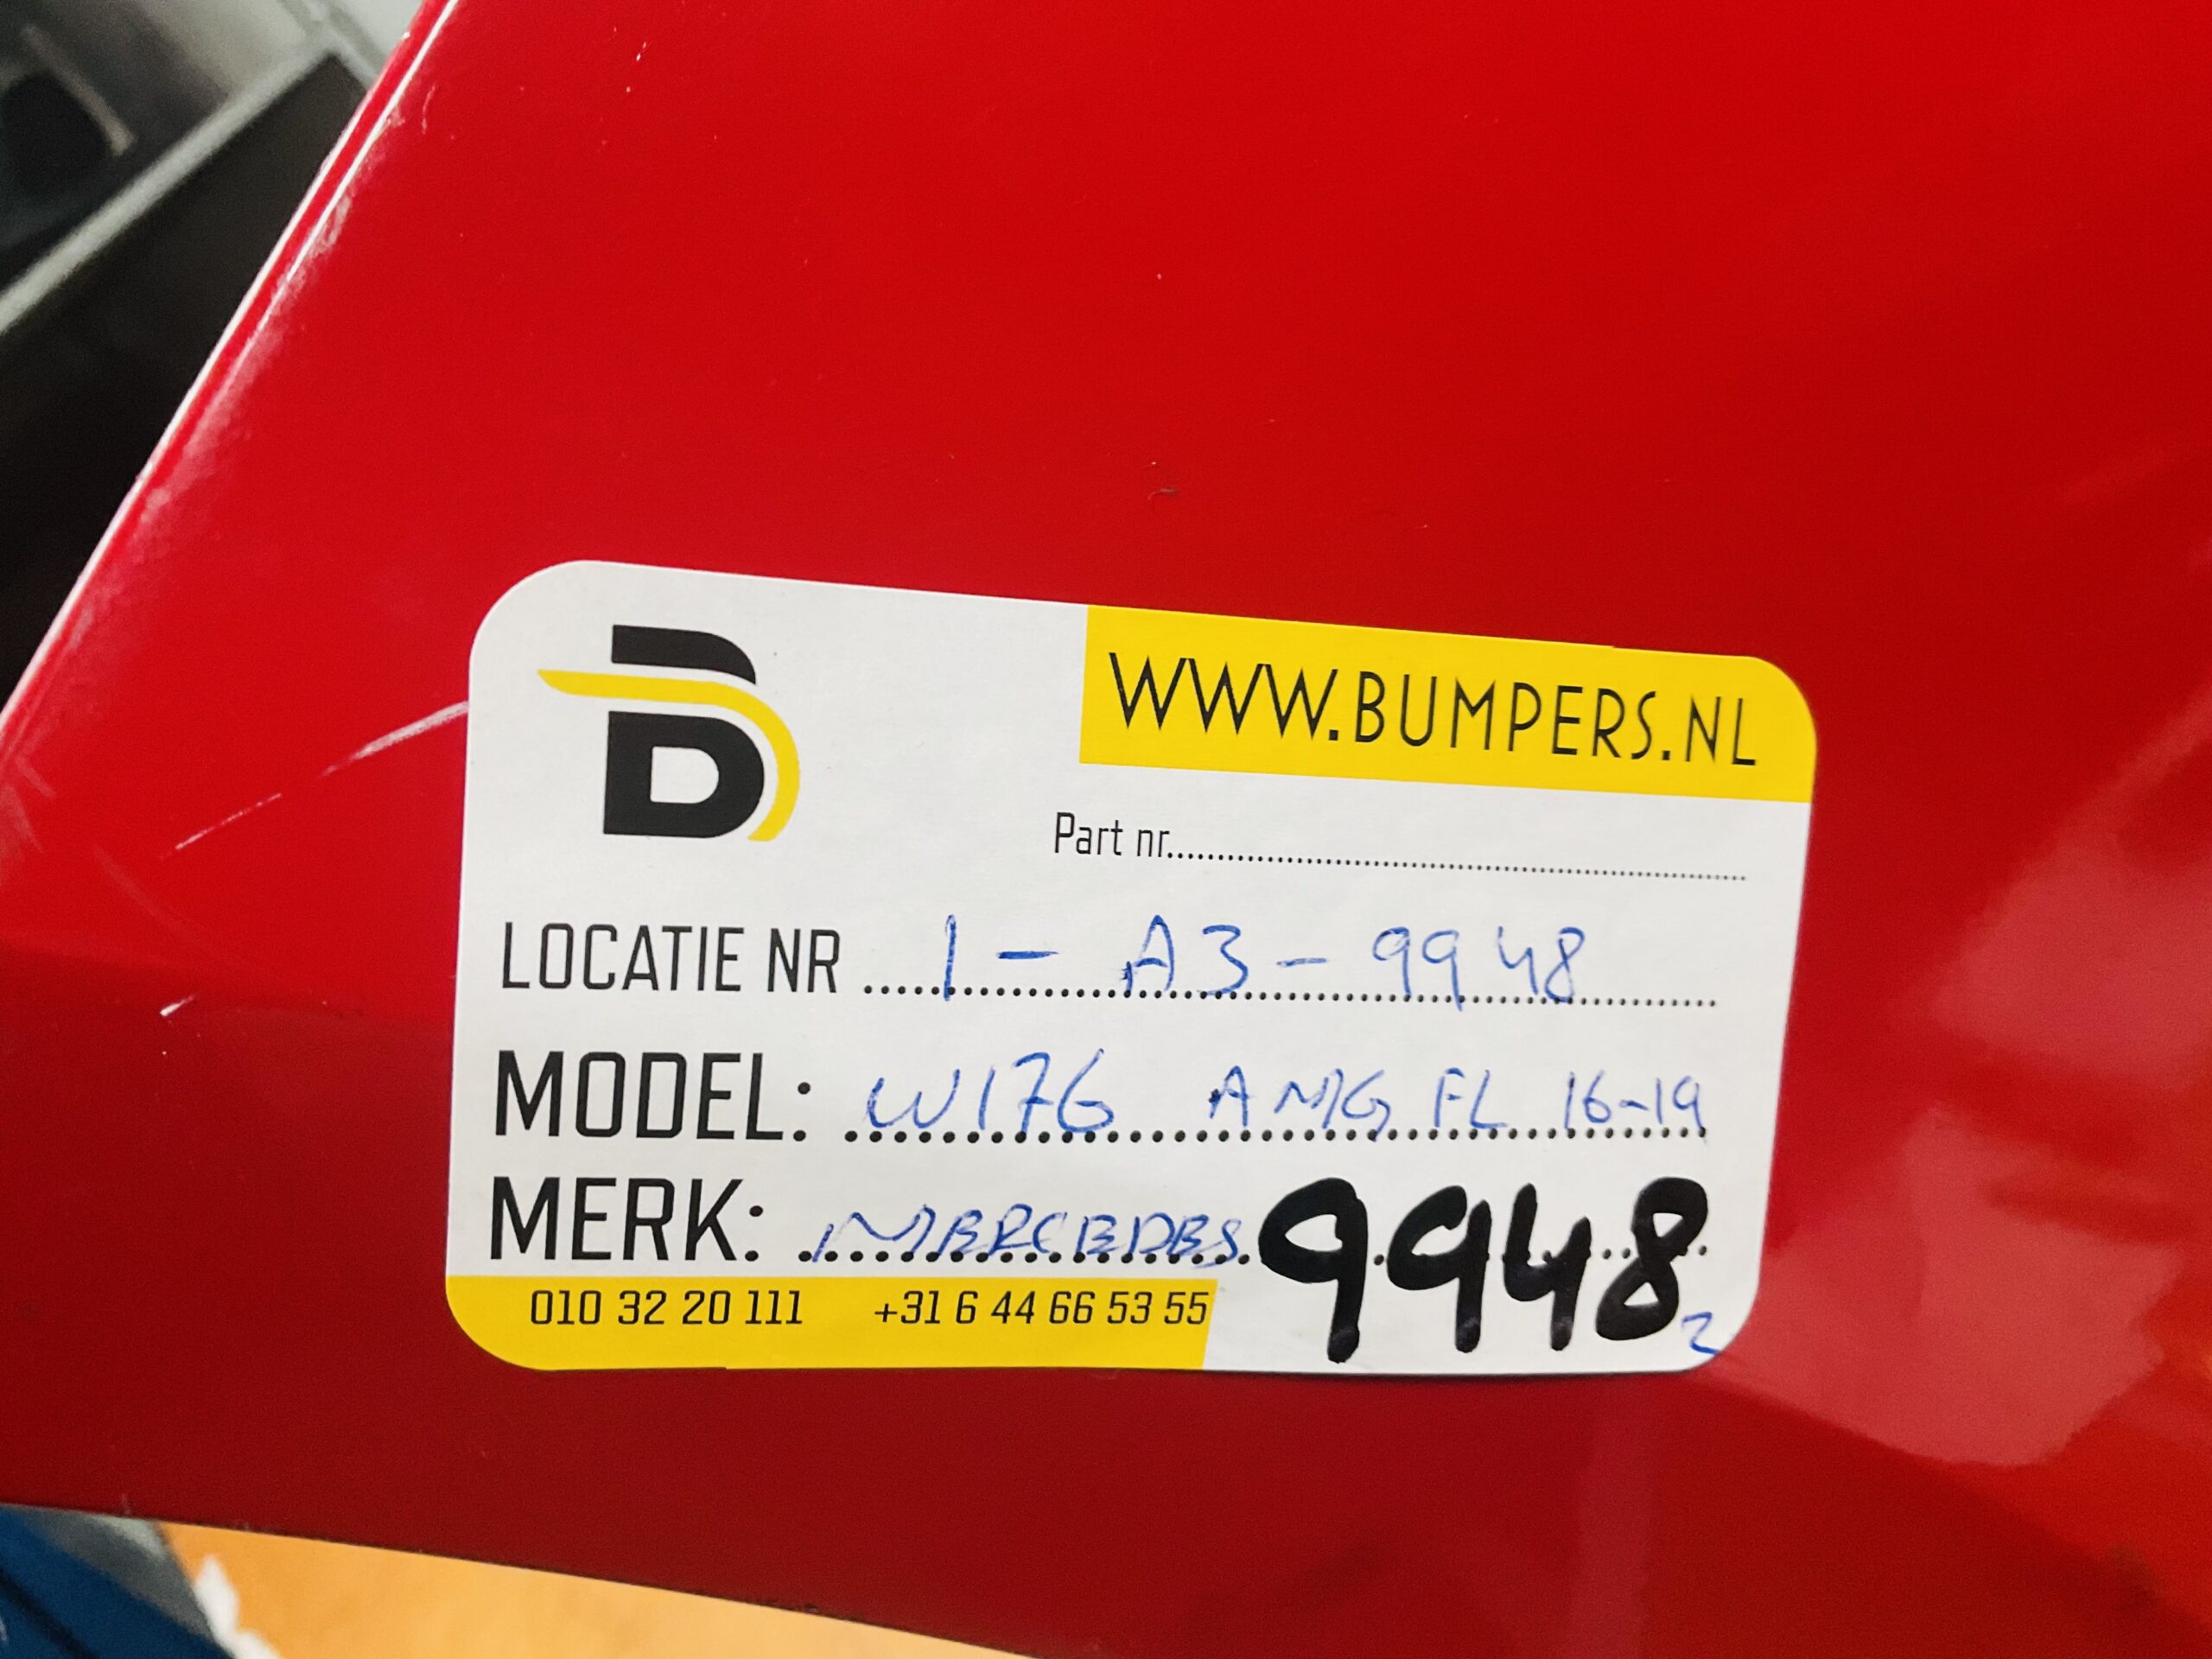 B
WWW.BUMPERS.NL
Part nr.
LOCATIE NR 1 - A3 - 9948
MODEL: W176 AMG FL 16-19
MERK: MERCEDES 9948
010 32 20 111 +31 6 44 66 53 55
2